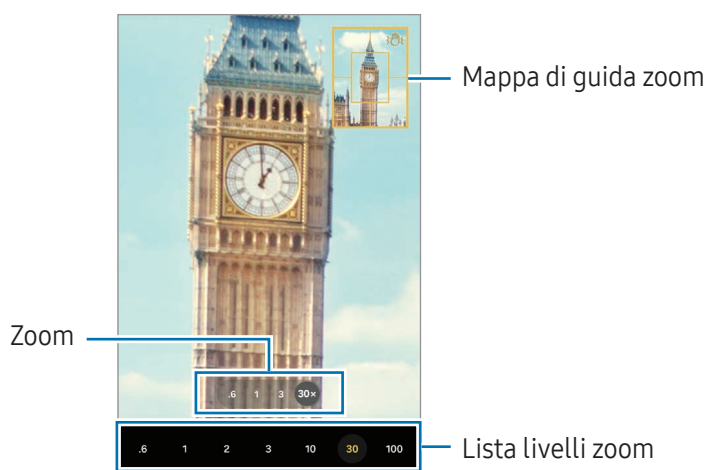 Mappa di guida zoom
Zoom
.6 1 3 30×
.6 1 2 3 10 30 100
Lista livelli zoom